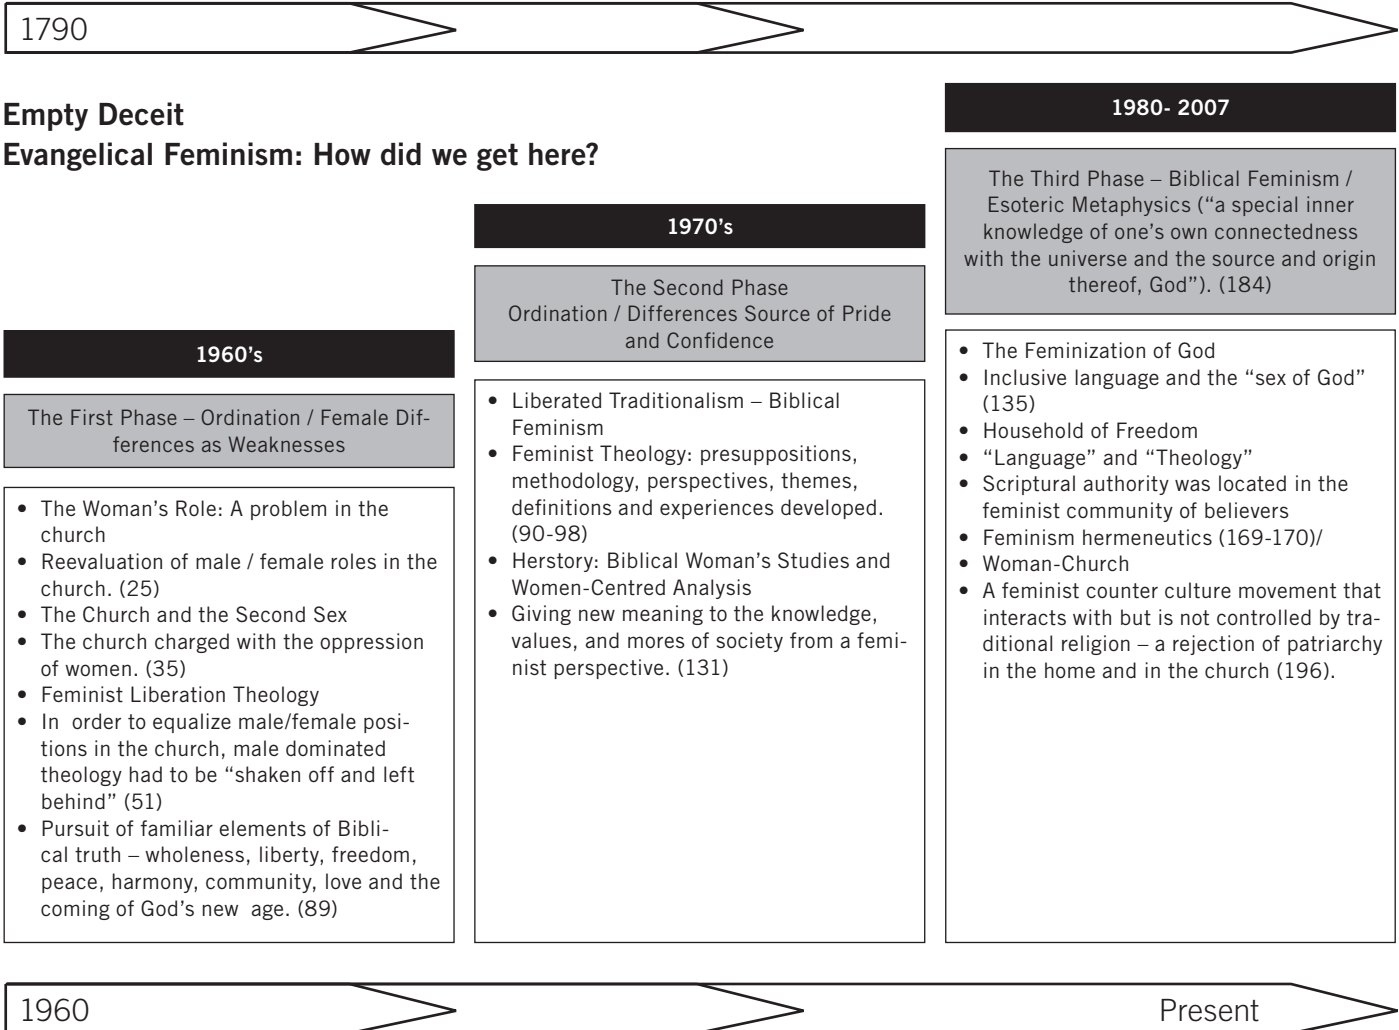 1790
Empty Deceit
Evangelical Feminism: How did we get here?
1960's
The First Phase – Ordination / Female Dif-
ferences as Weaknesses
• The Woman's Role: A problem in the
church
• Reevaluation of male / female roles in the
church. (25)
• The Church and the Second Sex
• The church charged with the oppression
of women. (35)
• Feminist Liberation Theology
• In order to equalize male/female posi-
tions in the church, male dominated
theology had to be “shaken off and left
behind” (51)
• Pursuit of familiar elements of Bibli-
cal truth – wholeness, liberty, freedom,
peace, harmony, community, love and the
coming of God's new age. (89)
1970's
The Second Phase
Ordination / Differences Source of Pride
and Confidence
• Liberated Traditionalism – Biblical
Feminism
• Feminist Theology: presuppositions,
methodology, perspectives, themes,
definitions and experiences developed.
(90-98)
• Herstory: Biblical Woman's Studies and
Women-Centred Analysis
• Giving new meaning to the knowledge,
values, and mores of society from a femi-
nist perspective. (131)
1980- 2007
The Third Phase – Biblical Feminism /
Esoteric Metaphysics (“a special inner
knowledge of one's own connectedness
with the universe and the source and origin
thereof, God”). (184)
• The Feminization of God
• Inclusive language and the “sex of God”
(135)
• Household of Freedom
• “Language” and “Theology”
• Scriptural authority was located in the
feminist community of believers
• Feminism hermeneutics (169-170)/
• Woman-Church
• A feminist counter culture movement that
interacts with but is not controlled by tra-
ditional religion – a rejection of patriarchy
in the home and in the church (196).
1960
Present